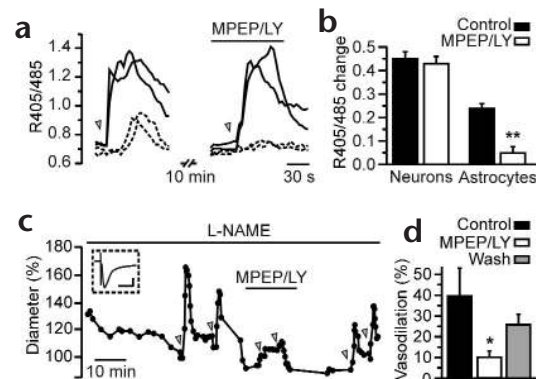 a
MPEP/LY
R405/485
1.4
1.2
1.0
0.8
0.6
10 min
30 s
b
Control
MPEP/LY
R405/485 change
0.5
0.4
0.3
0.2
0.1
0.0
**
Neurons Astrocytes
c
L-NAME
MPEP/LY
Diameter (%)
180
160
140
120
100
10 min
d
Control
MPEP/LY
Wash
Vasodilation (%)
50
40
30
20
10
0
*